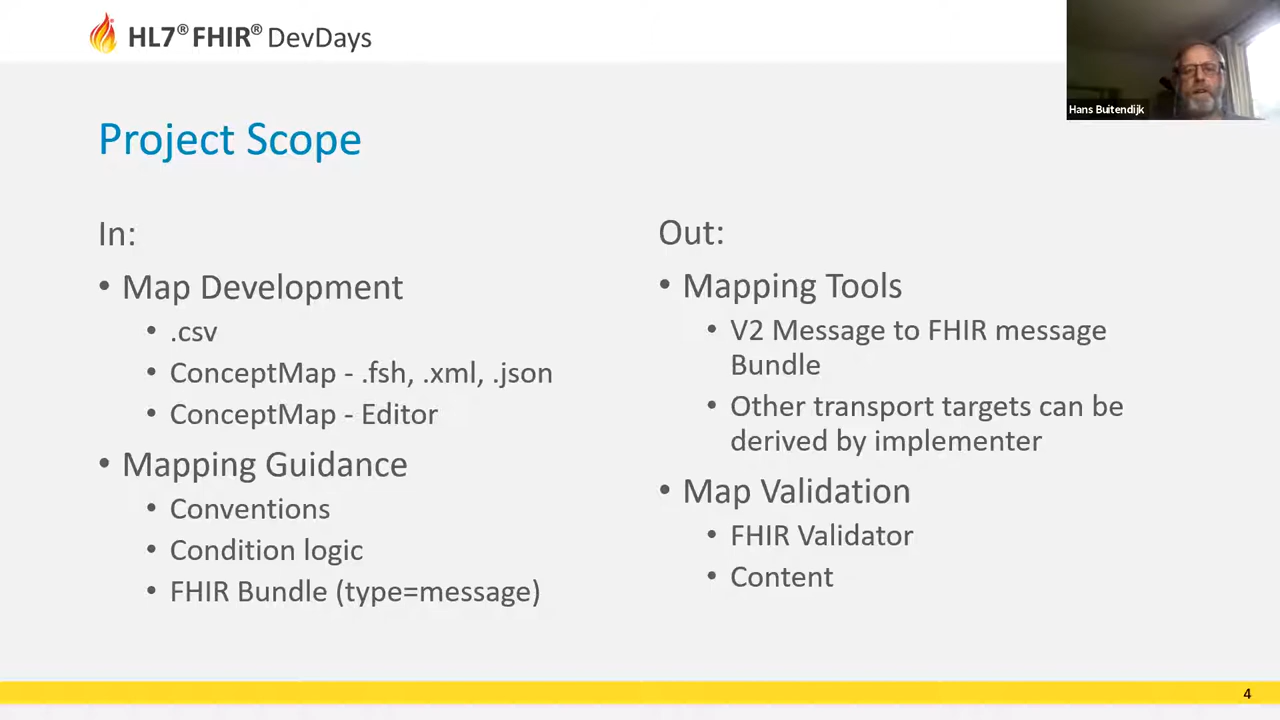 HL7® FHIR® DevDays
Hans Buitendijk
Project Scope
In:
• Map Development
• .csv
• ConceptMap - .fsh, .xml, .json
• ConceptMap - Editor
• Mapping Guidance
• Conventions
• Condition logic
• FHIR Bundle (type=message)
Out:
• Mapping Tools
• V2 Message to FHIR message
Bundle
• Other transport targets can be
derived by implementer
• Map Validation
• FHIR Validator
• Content
4